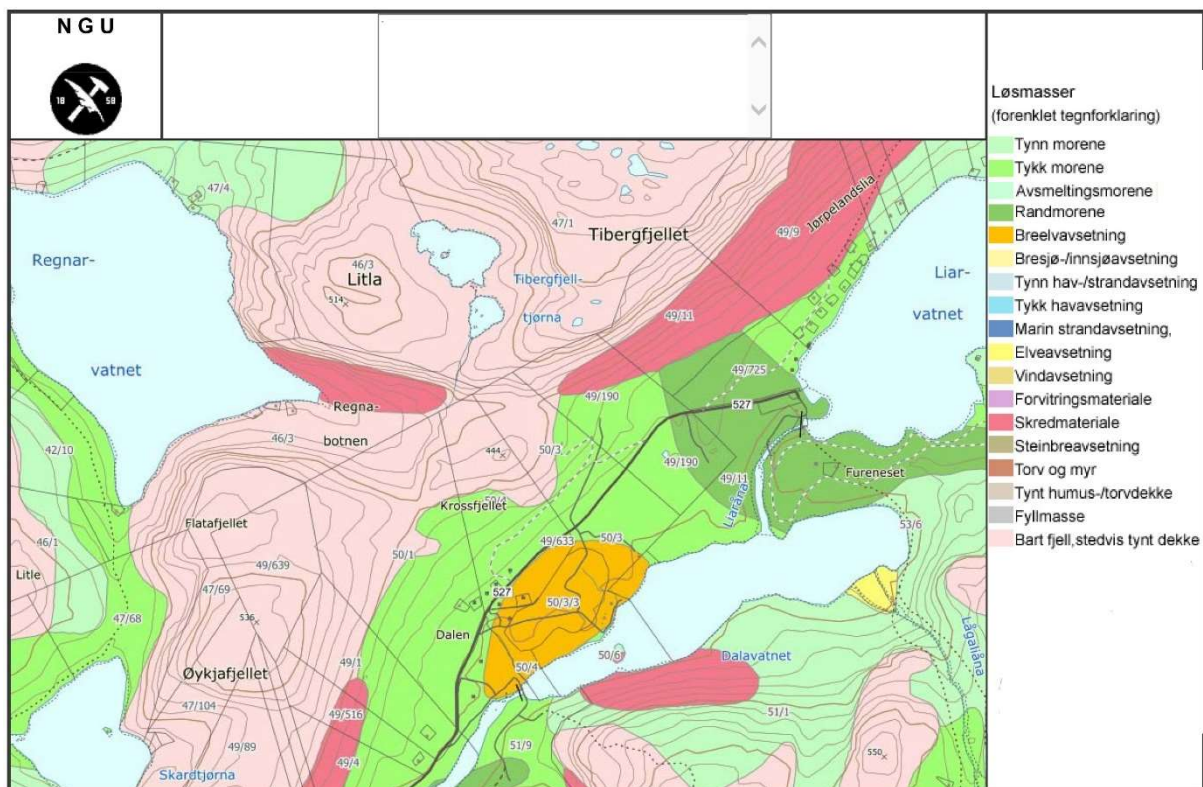 NGU
18 58
Løsmasser
(forenklet tegnforklaring)
Tynn morene
Tykk morene
Avsmeltingsmorene
Randmorene
Breelvavsetning
Bresjø-/innsjøavsetning
Tynn hav-/strandavsetning
Tykk havavsetning
Marin strandavsetning,
Elveavsetning
Vindavsetning
Forvitringsmateriale
Skredmateriale
Steinbreavsetning
Torv og myr
Tynt humus-/torvdekke
Fyllmasse
Bart fjell,stedvis tynt dekke
47/4
47/1
Jørpelandslia
49/9
Tibergfjellet
Regnar-
vatnet
46/3
Litla
514
Tibergfjell-
tjørna
Liar-
vatnet
49/11
49/725
49/190
527
Regna-
botnen
46/3
42/10
444
50/3
49/190
49/11
Fureneset
Liaråna
50/4
Krossfjellet
Flatafjellet
53/6
46/1
Litle
49/633
50/3
50/1
49/639
47/69
527
50/3/3
47/68
536
Dalen
Lågaliåna
Øykjafjellet
49/1
50/4
50/6
Dalavatnet
47/104
49/516
51/1
49/89
51/9
550
49/4
Skardtjørna